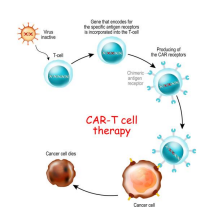 Virus
inactive
T-cell
Gene that encodes for
the specific antigen receptors
is incorporated into the T-cell
Producing of
the CAR receptors
Chimeric
antigen
receptor
CAR-T cell
therapy
Cancer cell dies
Cancer cell